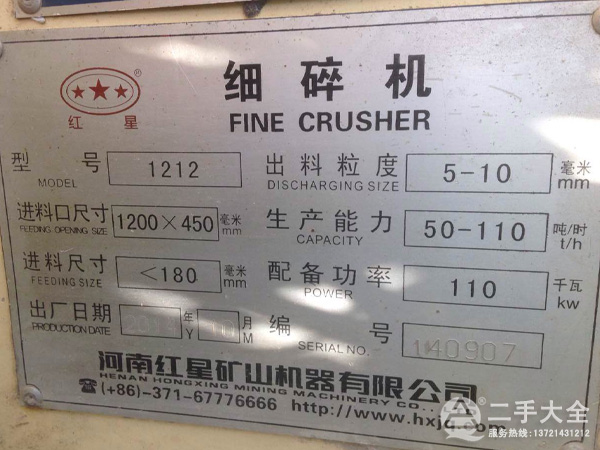 细碎机
红星 ®
FINE CRUSHER
型号 1212 出料粒度 5-10 毫米
MODEL DISCHARGING SIZE mm
进料口尺寸 1200×450 毫米 生产能力 50-110 吨/时
FEEDING OPENING SIZE mm CAPACITY t/h
进料尺寸 <180 毫米 配备功率 110 千瓦
FEEDING SIZE mm POWER kw
出厂日期 年 10 月 编号 140907
PRODUCTION DATE Y M SERIAL NO.
河南红星矿山机器有限公司
HENAN HONGXING MINING MACHINERY CO.,
☎(+86)-371-67776666 http://www.hxjq.com
二手大全
服务热线:13721431212